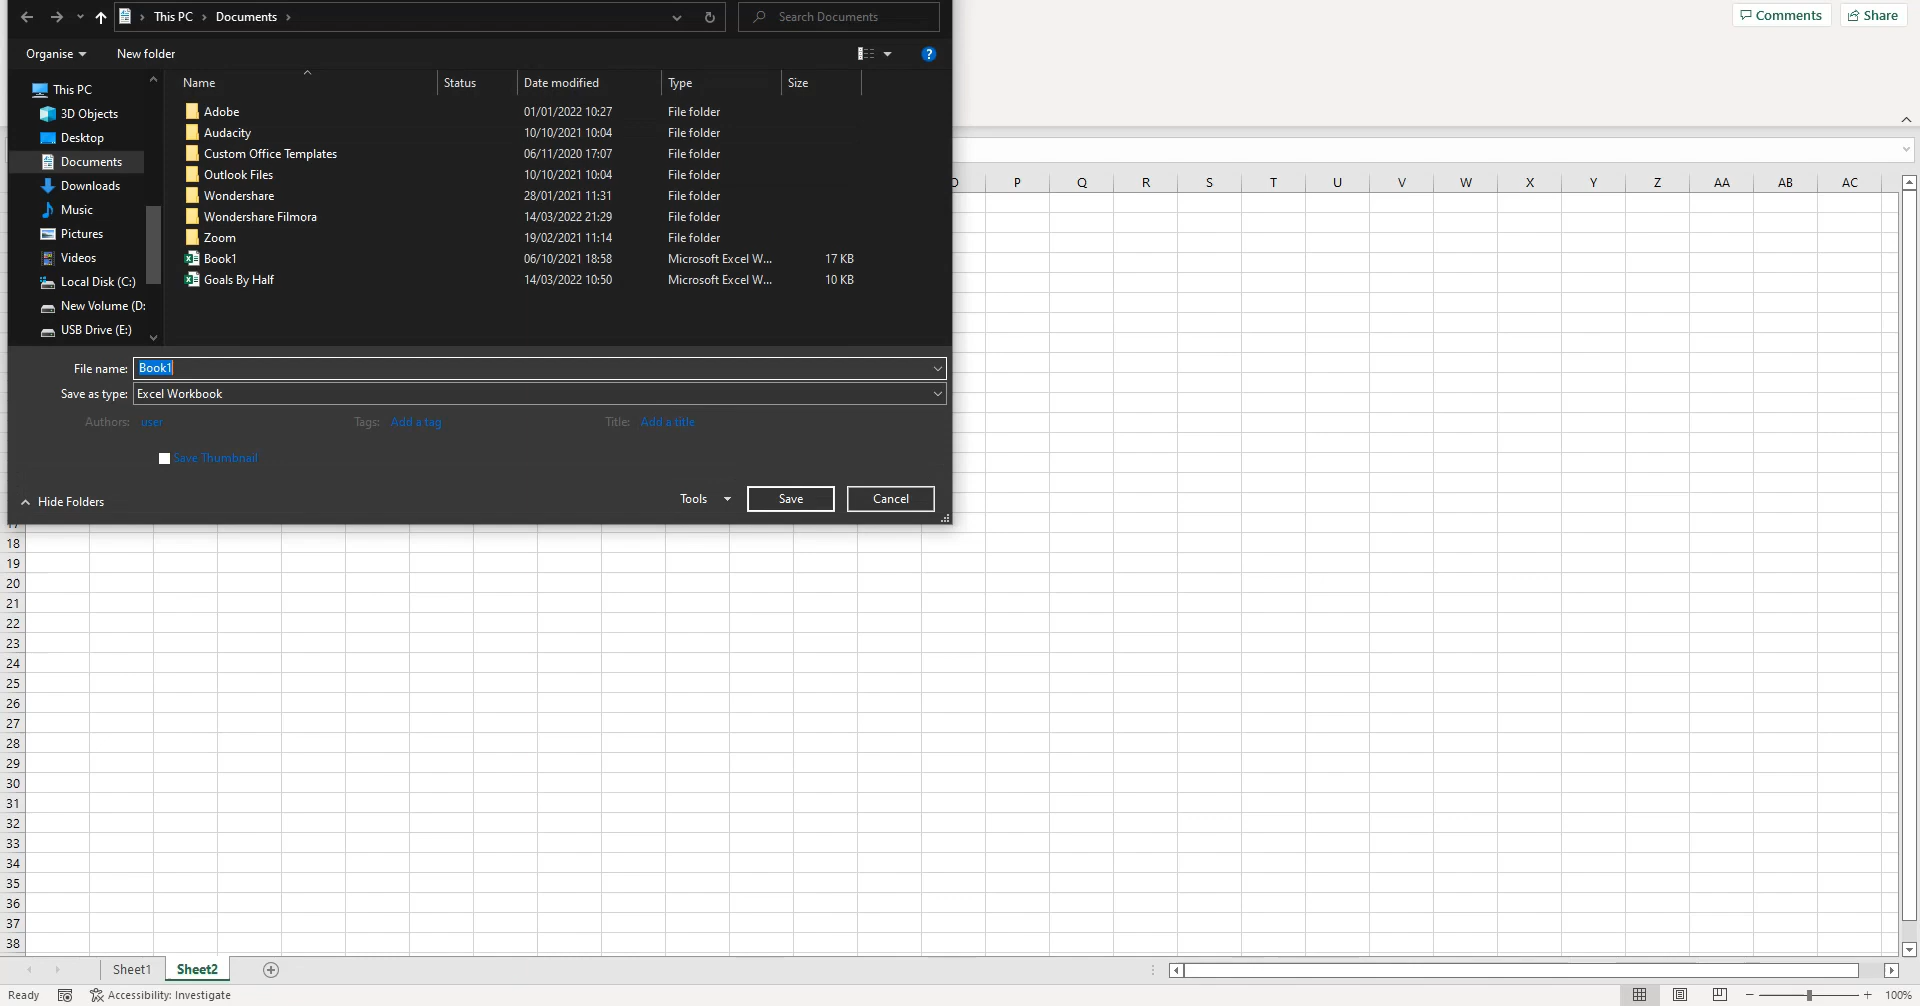 This PC > Documents >
Search Documents
Comments
Share
Organise
New folder
?
Name
Status
Date modified
Type
Size
This PC
3D Objects
Desktop
Documents
Downloads
Music
Pictures
Videos
Local Disk (C:)
New Volume (D:
USB Drive (E:)
Adobe 01/01/2022 10:27 File folder
Audacity 10/10/2021 10:04 File folder
Custom Office Templates 06/11/2020 17:07 File folder
Outlook Files 10/10/2021 10:04 File folder
Wondershare 28/01/2021 11:31 File folder
Wondershare Filmora 14/03/2022 21:29 File folder
Zoom 19/02/2021 11:14 File folder
Book1 06/10/2021 18:58 Microsoft Excel W... 17 KB
Goals By Half 14/03/2022 10:50 Microsoft Excel W... 10 KB
P Q R S T U V W X Y Z AA AB AC
File name: Book1
Save as type: Excel Workbook
Authors: user
Tags: Add a tag
Title: Add a title
Save Thumbnail
Hide Folders
Tools
Save
Cancel
18
19
20
21
22
23
24
25
26
27
28
29
30
31
32
33
34
35
36
37
38
Sheet1
Sheet2
Ready
Accessibility: Investigate
100%